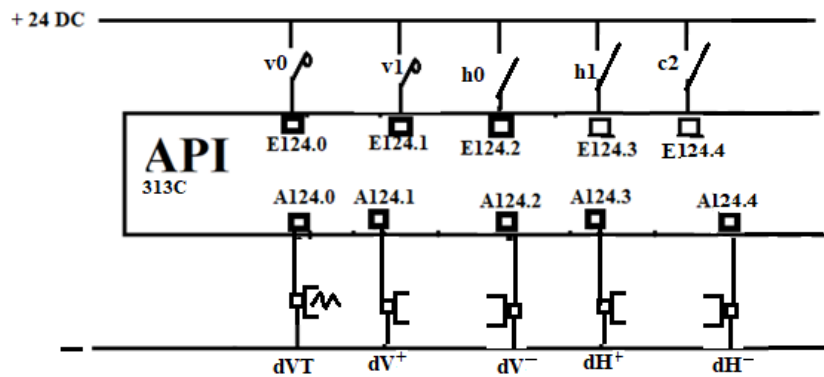 + 24 DC
v0 v1 h0 h1 c2
E124.0 E124.1 E124.2 E124.3 E124.4
API
313C
A124.0 A124.1 A124.2 A124.3 A124.4
dVT dV⁺ dV⁻ dH⁺ dH⁻